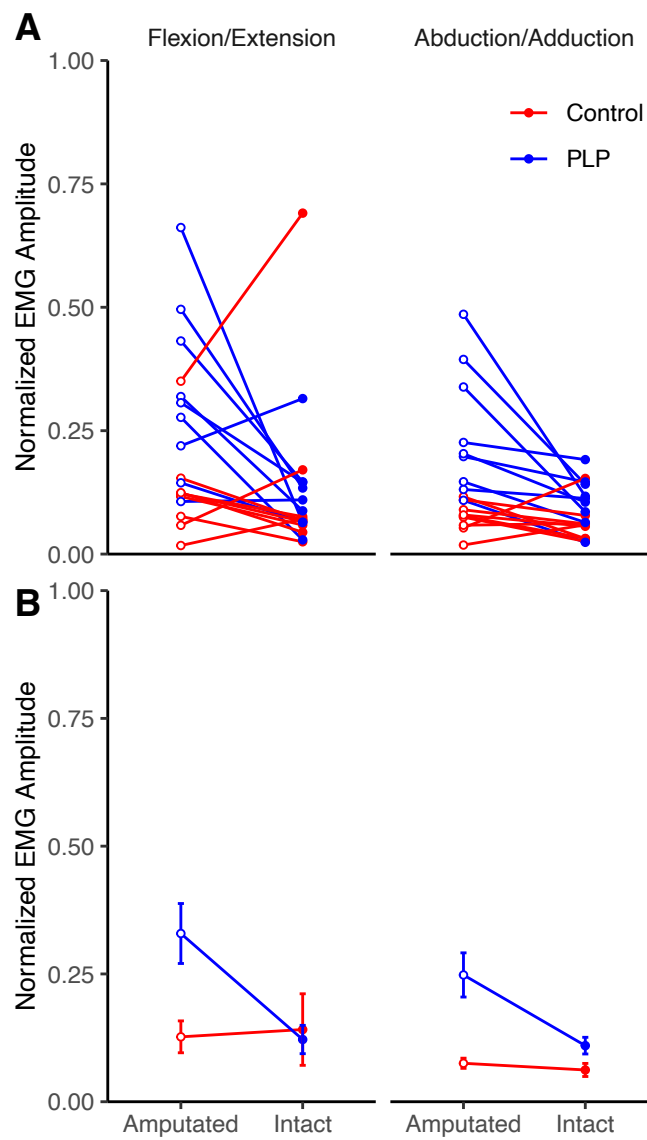 A
Flexion/Extension Abduction/Adduction
1.00
Control
PLP
0.75
0.50
0.25
0.00
Normalized EMG Amplitude
B
1.00
0.75
0.50
0.25
0.00
Normalized EMG Amplitude
Amputated Intact Amputated Intact